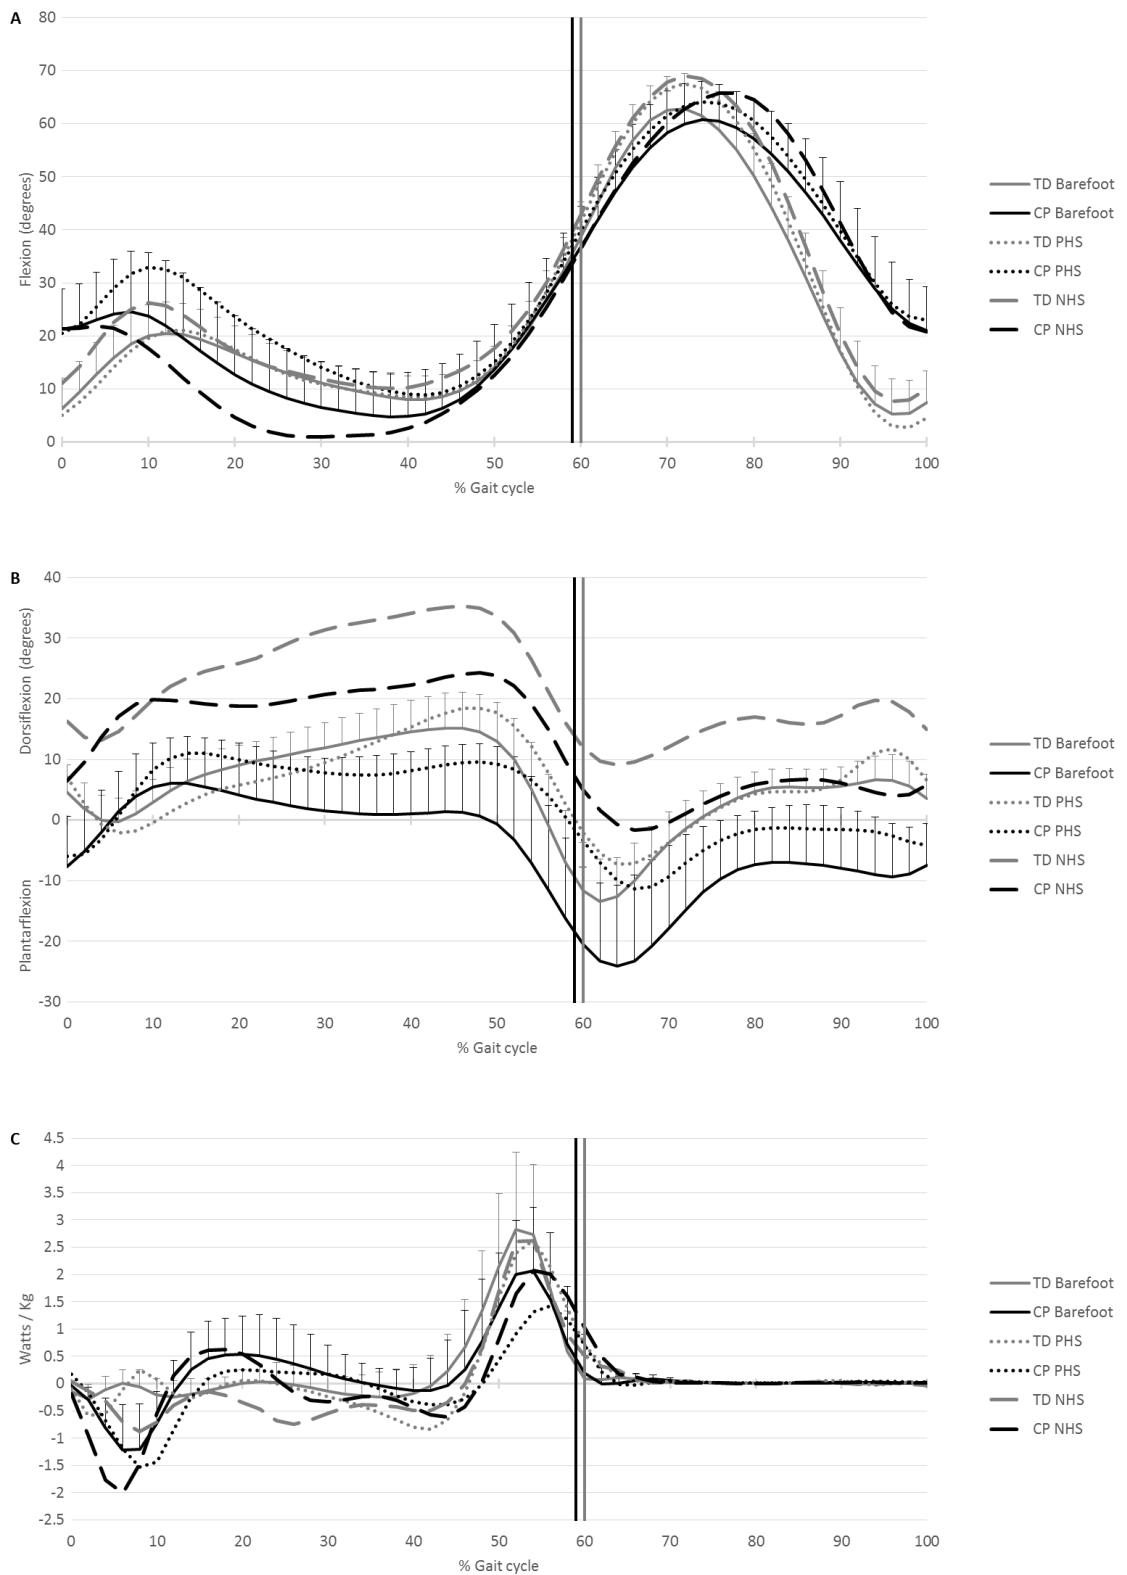 A
80
70
60
50
40
30
20
10
0
Flexion (degrees)
0 10 20 30 40 50 60 70 80 90 100
% Gait cycle
TD Barefoot
CP Barefoot
TD PHS
CP PHS
TD NHS
CP NHS
B
40
30
20
10
0
-10
-20
-30
Dorsiflexion (degrees)
Plantarflexion
0 10 20 30 40 50 60 70 80 90 100
% Gait cycle
TD Barefoot
CP Barefoot
TD PHS
CP PHS
TD NHS
CP NHS
C
4.5
4
3.5
3
2.5
2
1.5
1
0.5
0
-0.5
-1
-1.5
-2
-2.5
Watts / Kg
0 10 20 30 40 50 60 70 80 90 100
% Gait cycle
TD Barefoot
CP Barefoot
TD PHS
CP PHS
TD NHS
CP NHS